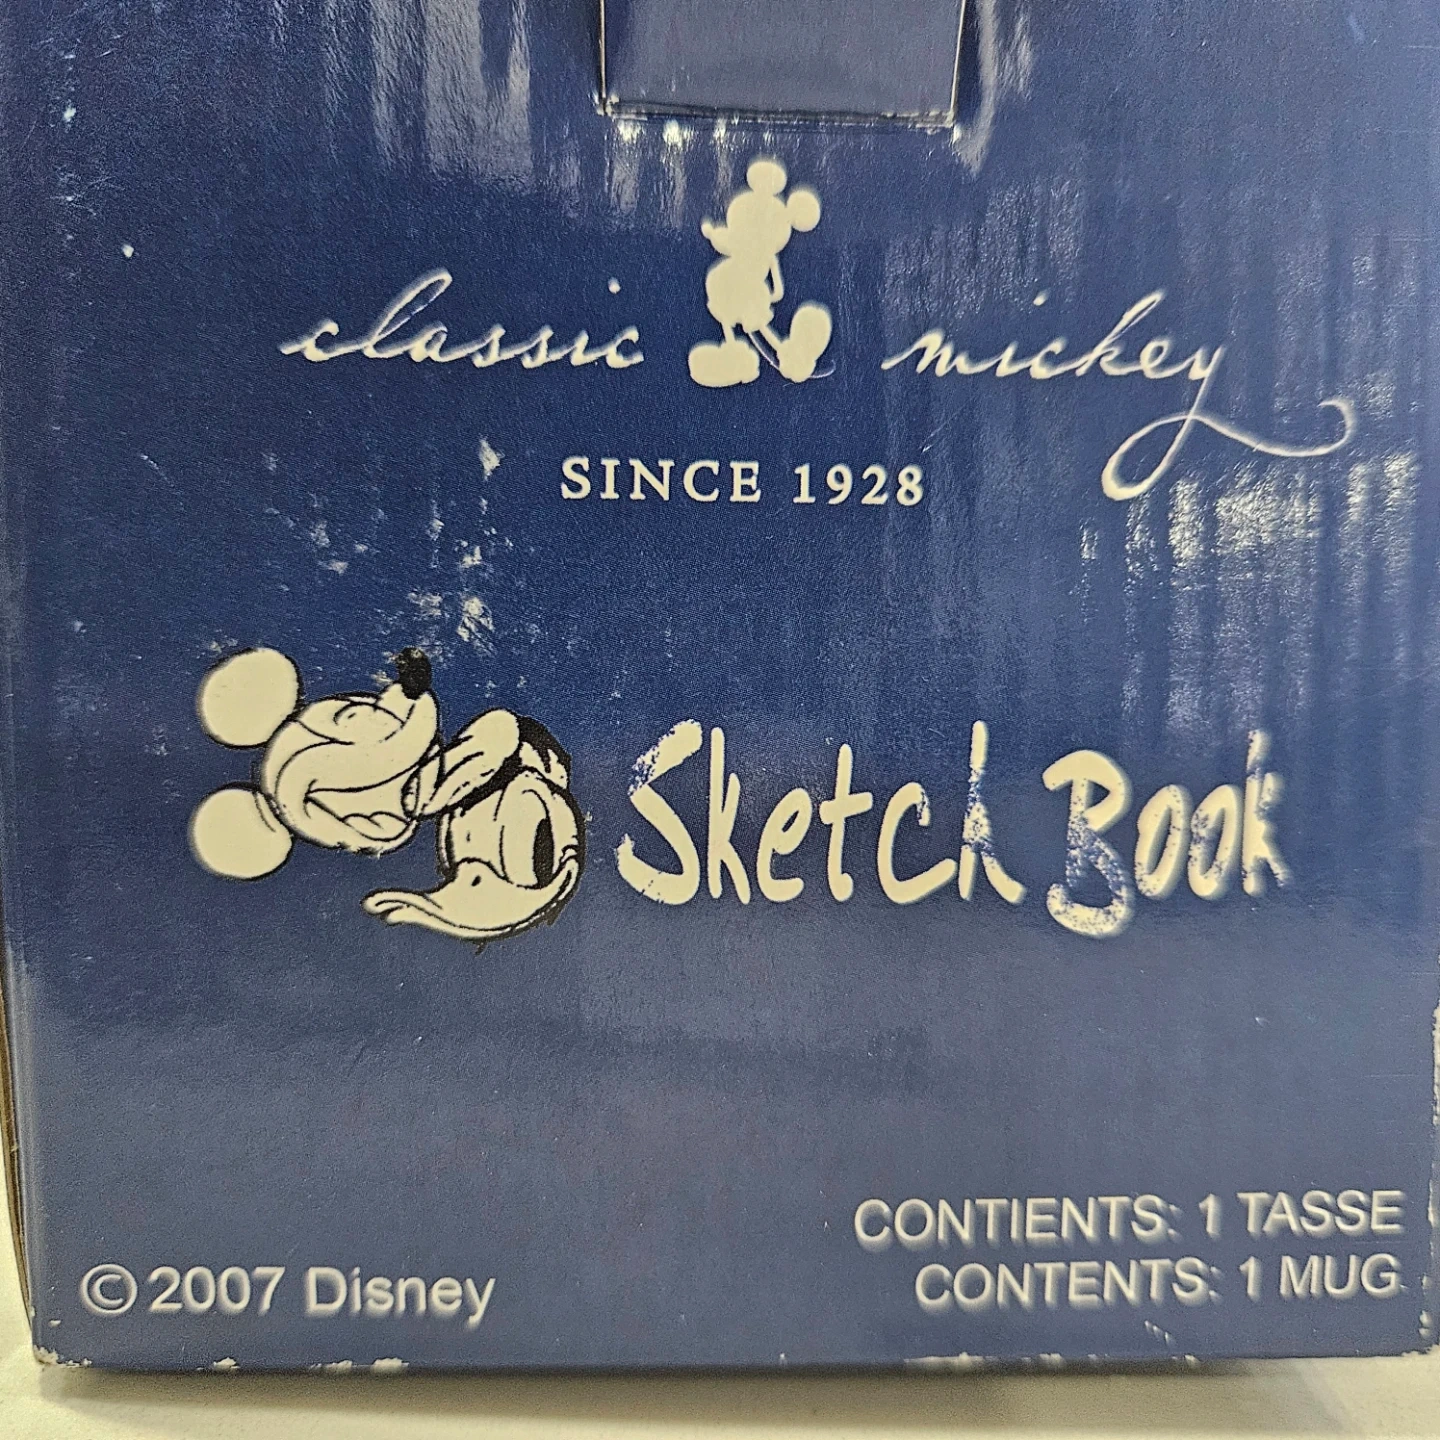 classic mickey
SINCE 1928
Sketch Book
CONTIENTS: 1 TASSE
CONTENTS: 1 MUG
© 2007 Disney